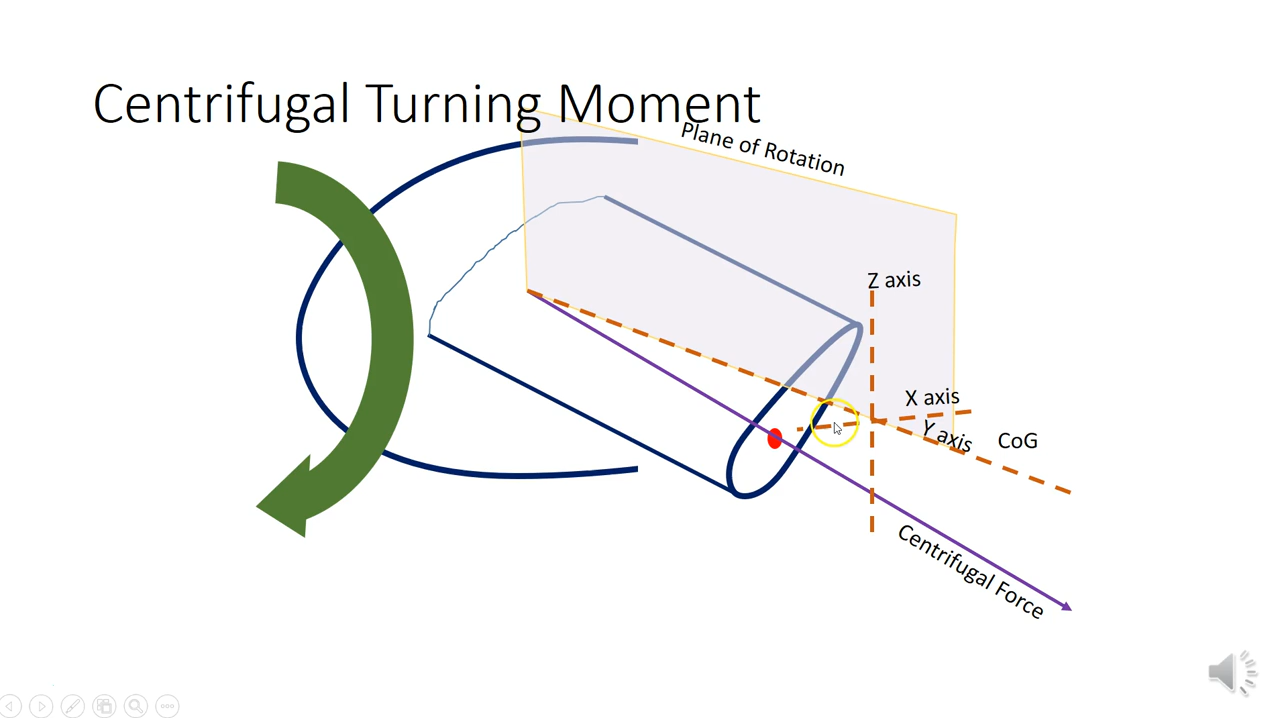 Centrifugal Turning Moment
Plane of Rotation
Z axis
X axis
Y axis
CoG
Centrifugal Force